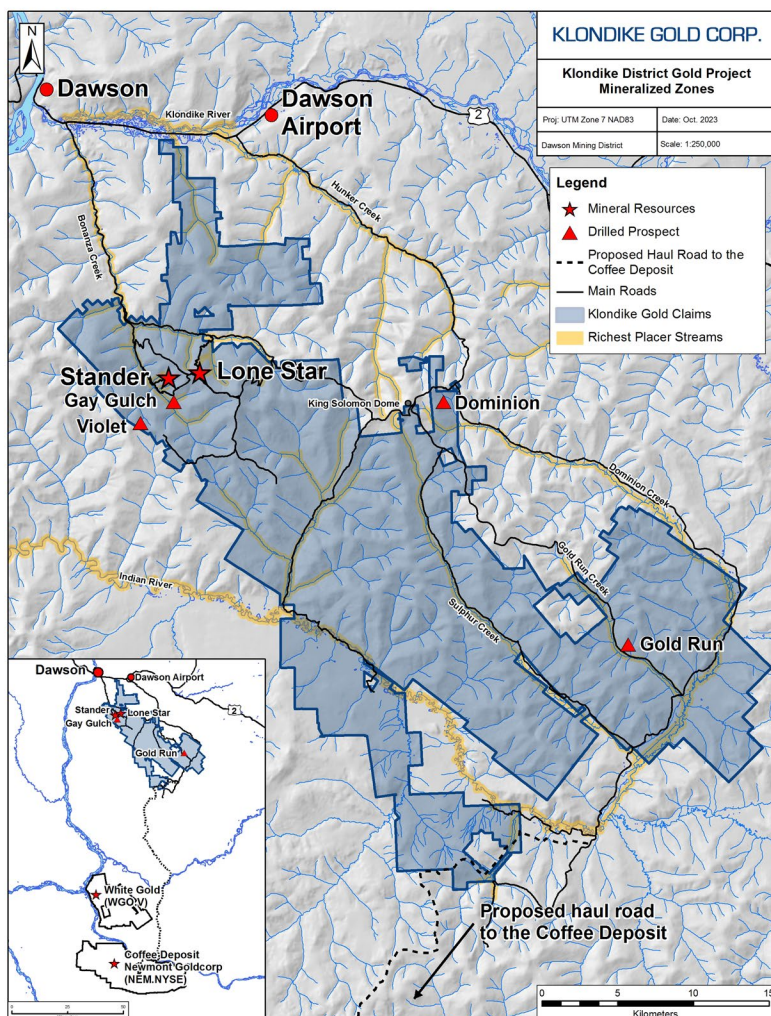 N
KLONDIKE GOLD CORP.
Klondike District Gold Project
Mineralized Zones
Proj: UTM Zone 7 NAD83
Date: Oct. 2023
Dawson Mining District
Scale: 1:250,000
Legend
Mineral Resources
Drilled Prospect
Proposed Haul Road to the
Coffee Deposit
Main Roads
Klondike Gold Claims
Richest Placer Streams
Dawson
Klondike River
Dawson
Airport
2
Hunker Creek
Bonanza Creek
Stander
Lone Star
Gay Gulch
Violet
King Solomon Dome
Dominion
Dominion Creek
Indian River
Gold Run Creek
Sulphur Creek
Gold Run
Proposed haul road
to the Coffee Deposit
0 5 10 15
Kilometers
Dawson
Dawson Airport
2
Stander
Lone Star
Gay Gulch
Gold Run
White Gold
(WGO.V)
Coffee Deposit
Newmont Goldcorp
(NEM.NYSE)
0 25 50